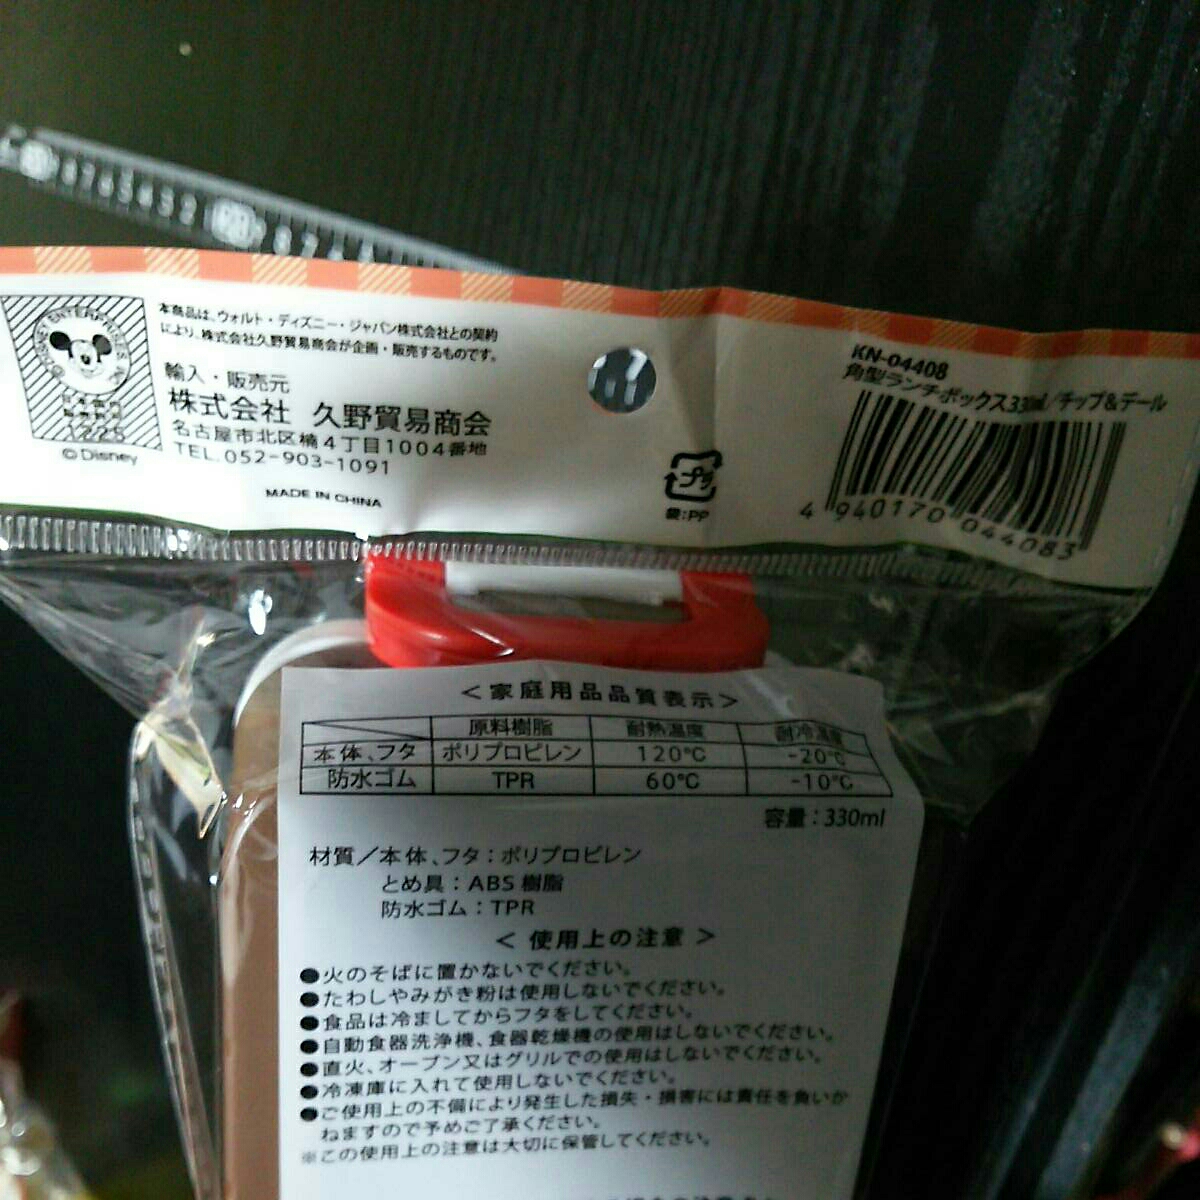 本商品は、ウォルト・ディズニー・ジャパン株式会社との契約
により、株式会社久野貿易商会が企画・販売するものです。
DISNEY ENTERPRISES, INC.
1225
©Disney
輸入・販売元
株式会社 久野貿易商会
名古屋市北区楠4丁目1004番地
TEL.052-903-1091
MADE IN CHINA
プラ
袋:PP
KN-04408
角型ランチボックス330ml/チップ&デール
4 940170 044083
<家庭用品品質表示>
原料樹脂 耐熱温度 耐冷温度
本体、フタ ポリプロピレン 120℃ -20℃
防水ゴム TPR 60℃ -10℃
容量:330ml
材質/本体、フタ:ポリプロピレン
とめ具:ABS樹脂
防水ゴム:TPR
<使用上の注意>
●火のそばに置かないでください。
●たわしやみがき粉は使用しないでください。
●食品は冷ましてからフタをしてください。
●自動食器洗浄機、食器乾燥機の使用はしないでください。
●直火、オーブン又はグリルでの使用はしないでください。
●冷凍庫に入れて使用しないでください。
●ご使用上の不備により発生した損失・損害には責任を負いか
ねますので予めご了承ください。
※この使用上の注意は大切に保管してください。